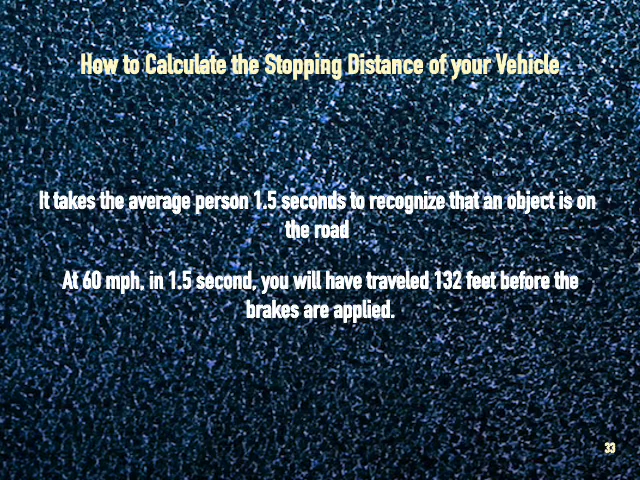 How to Calculate the Stopping Distance of your Vehicle
It takes the average person 1.5 seconds to recognize that an object is on
the road
At 60 mph, in 1.5 second, you will have traveled 132 feet before the
brakes are applied.
33